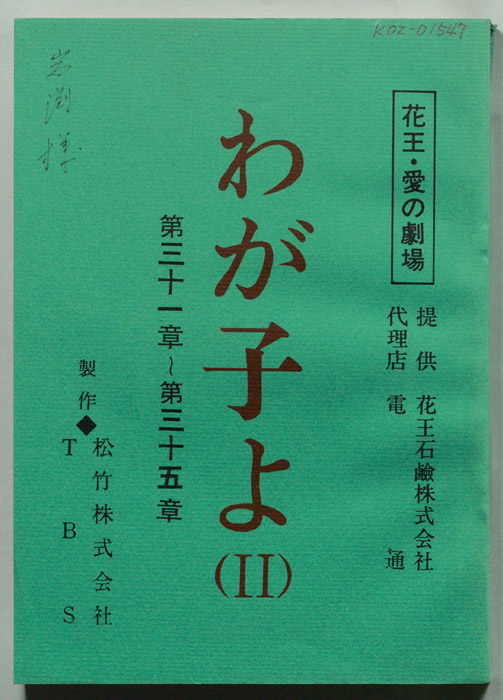 KOZ-01547
花王・愛の劇場
提供 花王石鹸株式会社
代理店 電通
わが子よ
(II)
第三十一章~第三十五章
製作◆松竹株式会社
TBS
岩渕様